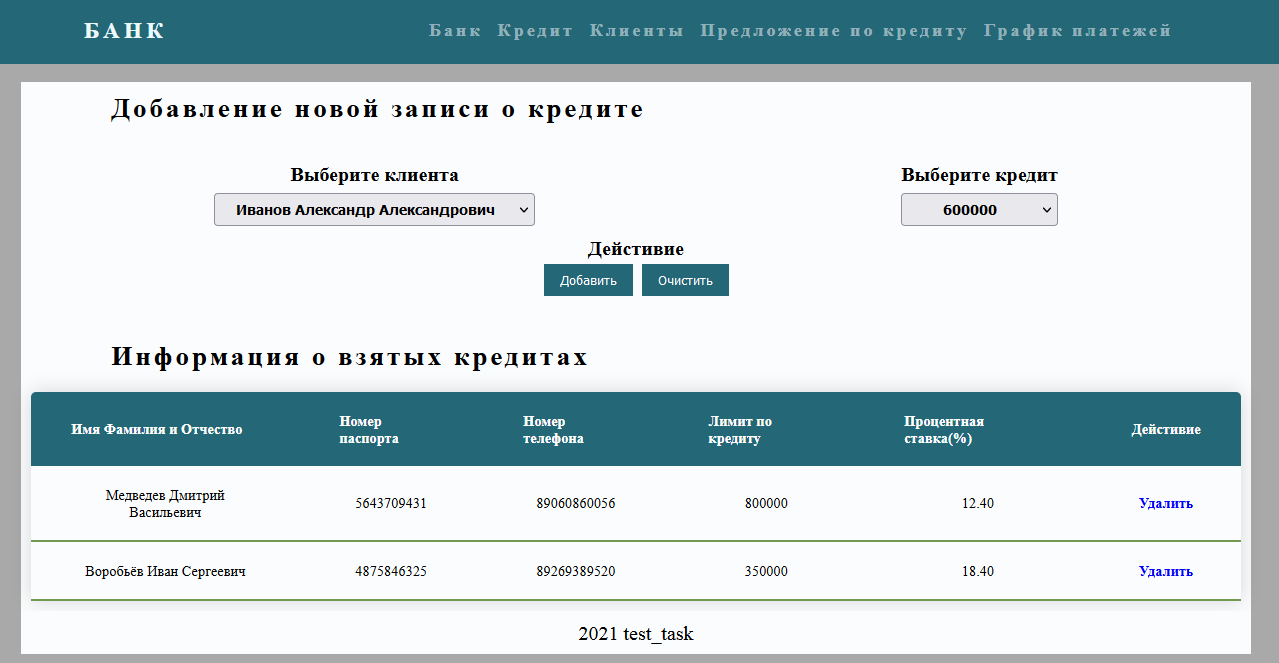 БАНК
Банк Кредит Клиенты Предложение по кредиту График платежей
Добавление новой записи о кредите
Выберите клиента Выберите кредит
Иванов Александр Александрович 600000
Действие
Добавить Очистить
Информация о взятых кредитах
Имя Фамилия и Отчество Номер паспорта Номер телефона Лимит по кредиту Процентная ставка(%) Действие
Медведев Дмитрий Васильевич 5643709431 89060860056 800000 12.40 Удалить
Воробьёв Иван Сергеевич 4875846325 89269389520 350000 18.40 Удалить
2021 test_task